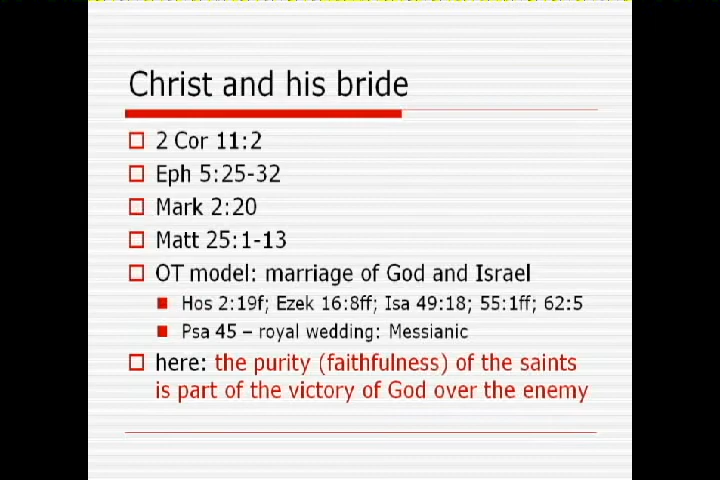 Christ and his bride
2 Cor 11:2
Eph 5:25-32
Mark 2:20
Matt 25:1-13
OT model: marriage of God and Israel
Hos 2:19f; Ezek 16:8ff; Isa 49:18; 55:1ff; 62:5
Psa 45 – royal wedding: Messianic
here: the purity (faithfulness) of the saints
is part of the victory of God over the enemy